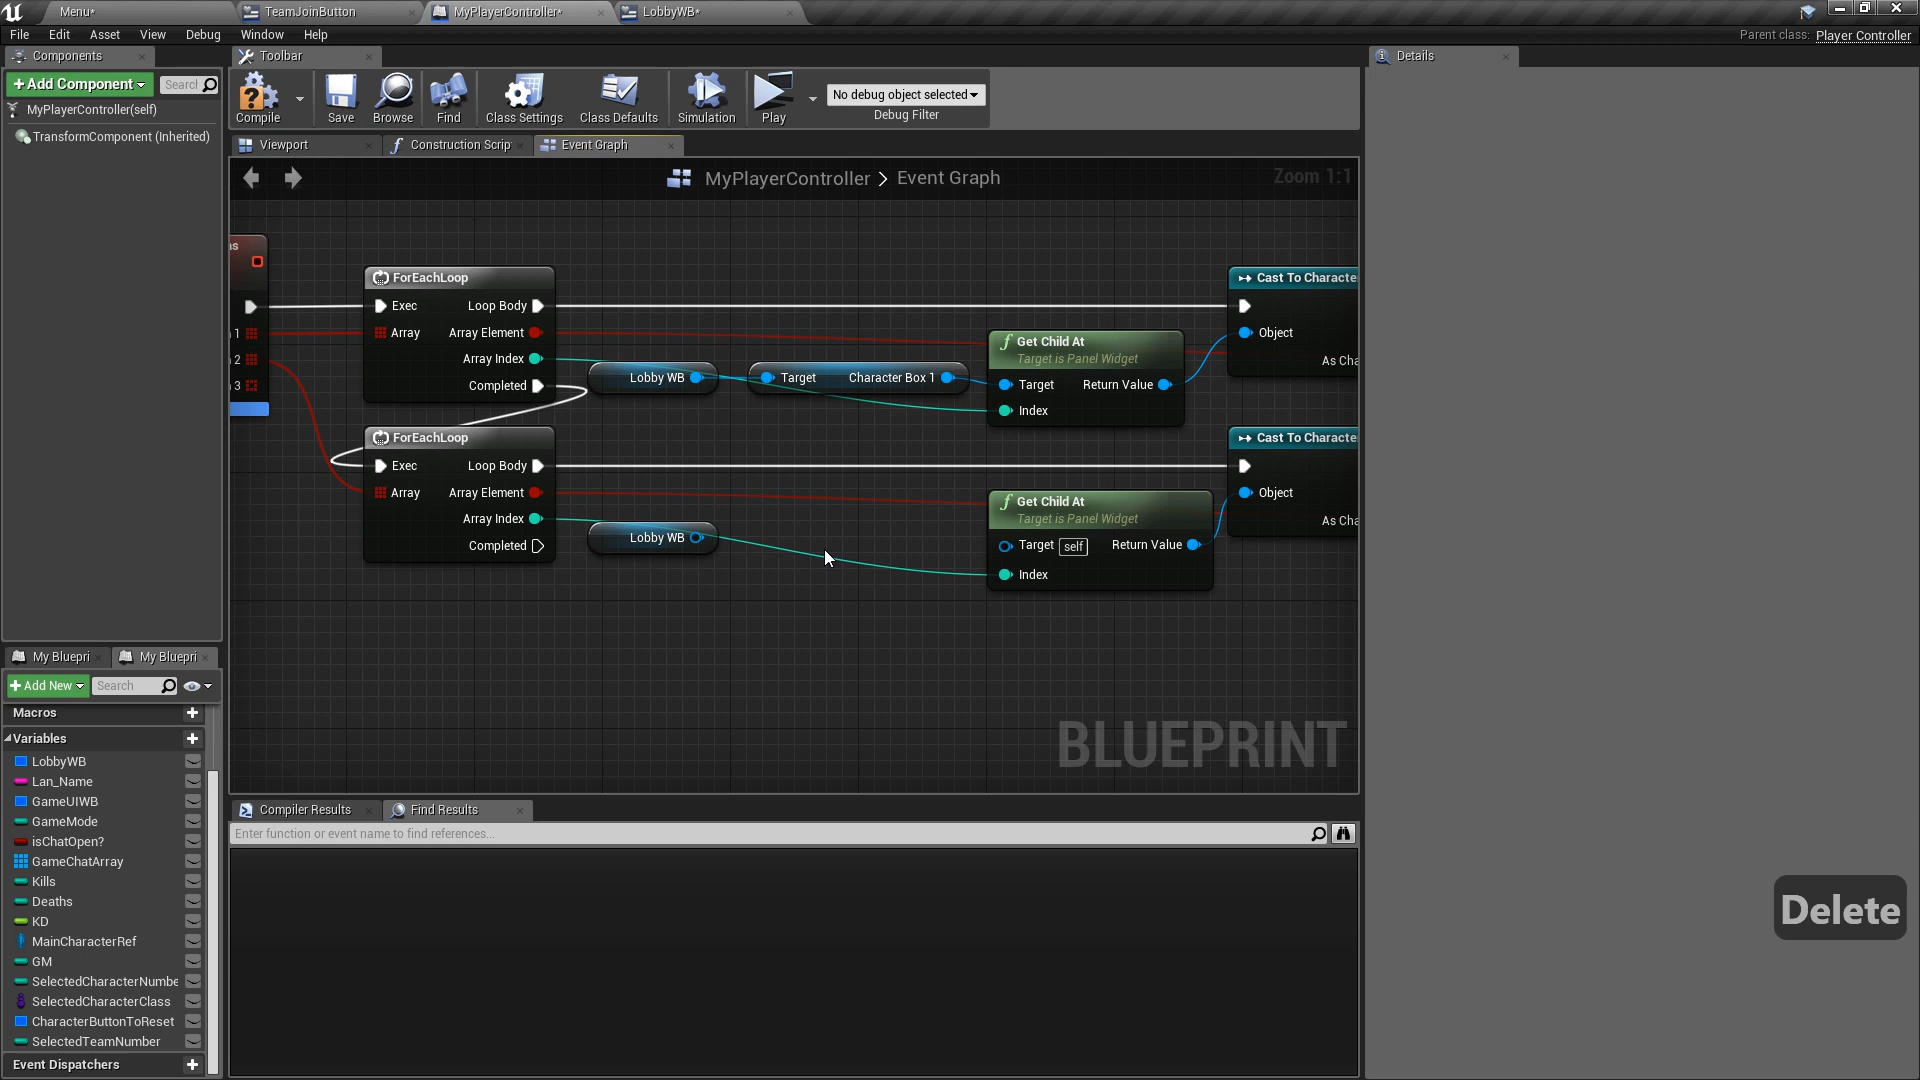 Menu*
TeamJoinButton
MyPlayerController*
LobbyWB*
File Edit Asset View Debug Window Help
Parent class: Player Controller
Components
Toolbar
Details
+ Add Component
Search
MyPlayerController(self)
TransformComponent (Inherited)
Compile
Save
Browse
Find
Class Settings
Class Defaults
Simulation
Play
No debug object selected
Debug Filter
Viewport
Construction Scrip
Event Graph
MyPlayerController > Event Graph
Zoom 1:1
ns
1
2
3
ForEachLoop
Exec
Loop Body
Array
Array Element
Array Index
Completed
Lobby WB
Target
Character Box 1
Get Child At
Target is Panel Widget
Target
Return Value
Index
Cast To Character
Object
As Cha
ForEachLoop
Exec
Loop Body
Array
Array Element
Array Index
Completed
Lobby WB
Get Child At
Target is Panel Widget
Target self
Return Value
Index
Cast To Character
Object
As Cha
BLUEPRINT
My Bluepri
My Bluepri
+ Add New
Search
Macros
Variables
LobbyWB
Lan_Name
GameUIWB
GameMode
isChatOpen?
GameChatArray
Kills
Deaths
KD
MainCharacterRef
GM
SelectedCharacterNumbe
SelectedCharacterClass
CharacterButtonToReset
SelectedTeamNumber
Event Dispatchers
Compiler Results
Find Results
Enter function or event name to find references...
Delete